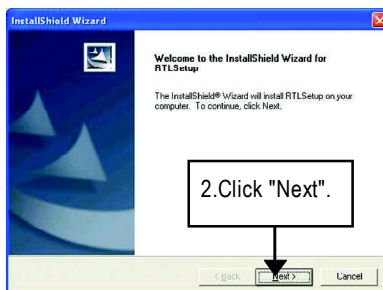 InstallShield Wizard
Welcome to the InstallShield Wizard for
RTLSetup
The InstallShield® Wizard will install RTLSetup on your
computer. To continue, click Next.
2.Click "Next".
< Back
Next >
Cancel